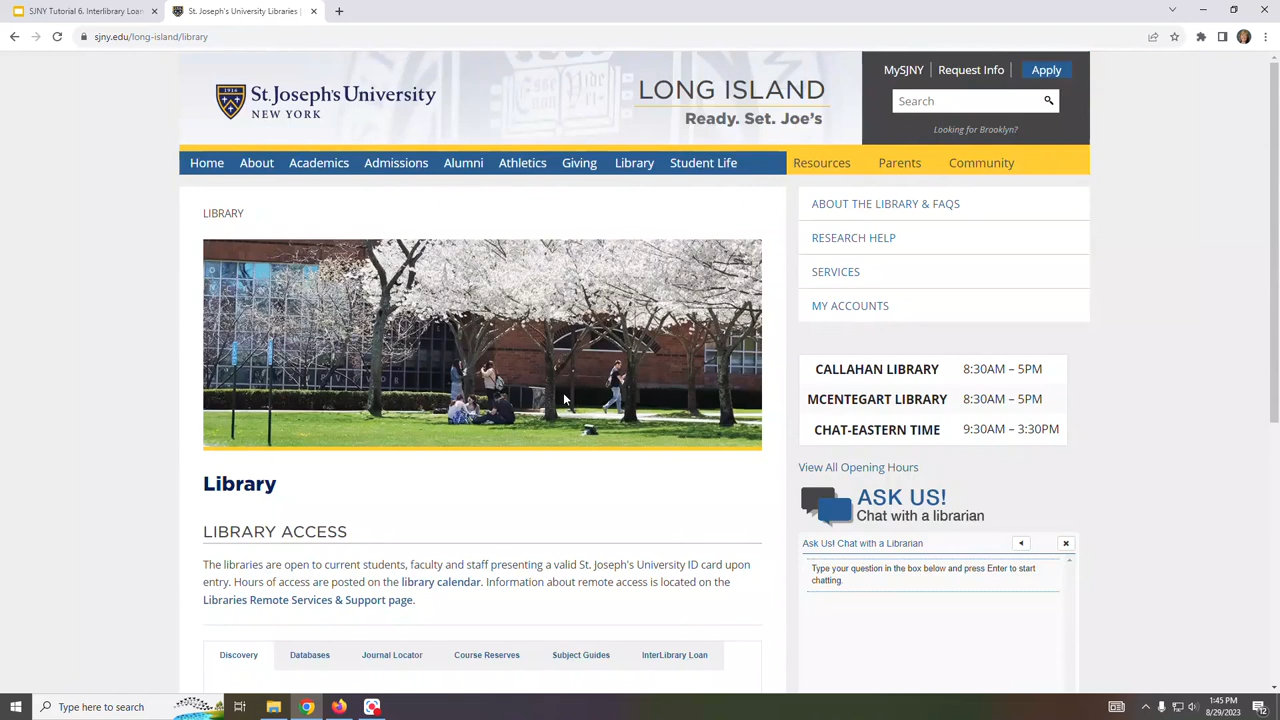 SJNY Tutorial 6. Interlibrary Loan
St. Joseph's University Libraries |
sjny.edu/long-island/library
1916
St.Joseph's University
NEW YORK
LONG ISLAND
Ready. Set. Joe's
MySJNY
Request Info
Apply
Search
Looking for Brooklyn?
Home
About
Academics
Admissions
Alumni
Athletics
Giving
Library
Student Life
Resources
Parents
Community
LIBRARY
Library
LIBRARY ACCESS
The libraries are open to current students, faculty and staff presenting a valid St. Joseph's University ID card upon
entry. Hours of access are posted on the library calendar. Information about remote access is located on the
Libraries Remote Services & Support page.
Discovery
Databases
Journal Locator
Course Reserves
Subject Guides
InterLibrary Loan
ABOUT THE LIBRARY & FAQS
RESEARCH HELP
SERVICES
MY ACCOUNTS
CALLAHAN LIBRARY 8:30AM – 5PM
MCENTEGART LIBRARY 8:30AM – 5PM
CHAT-EASTERN TIME 9:30AM – 3:30PM
View All Opening Hours
ASK US!
Chat with a librarian
Ask Us! Chat with a Librarian
Type your question in the box below and press Enter to start
chatting.
Type here to search
1:45 PM
8/29/2023
12